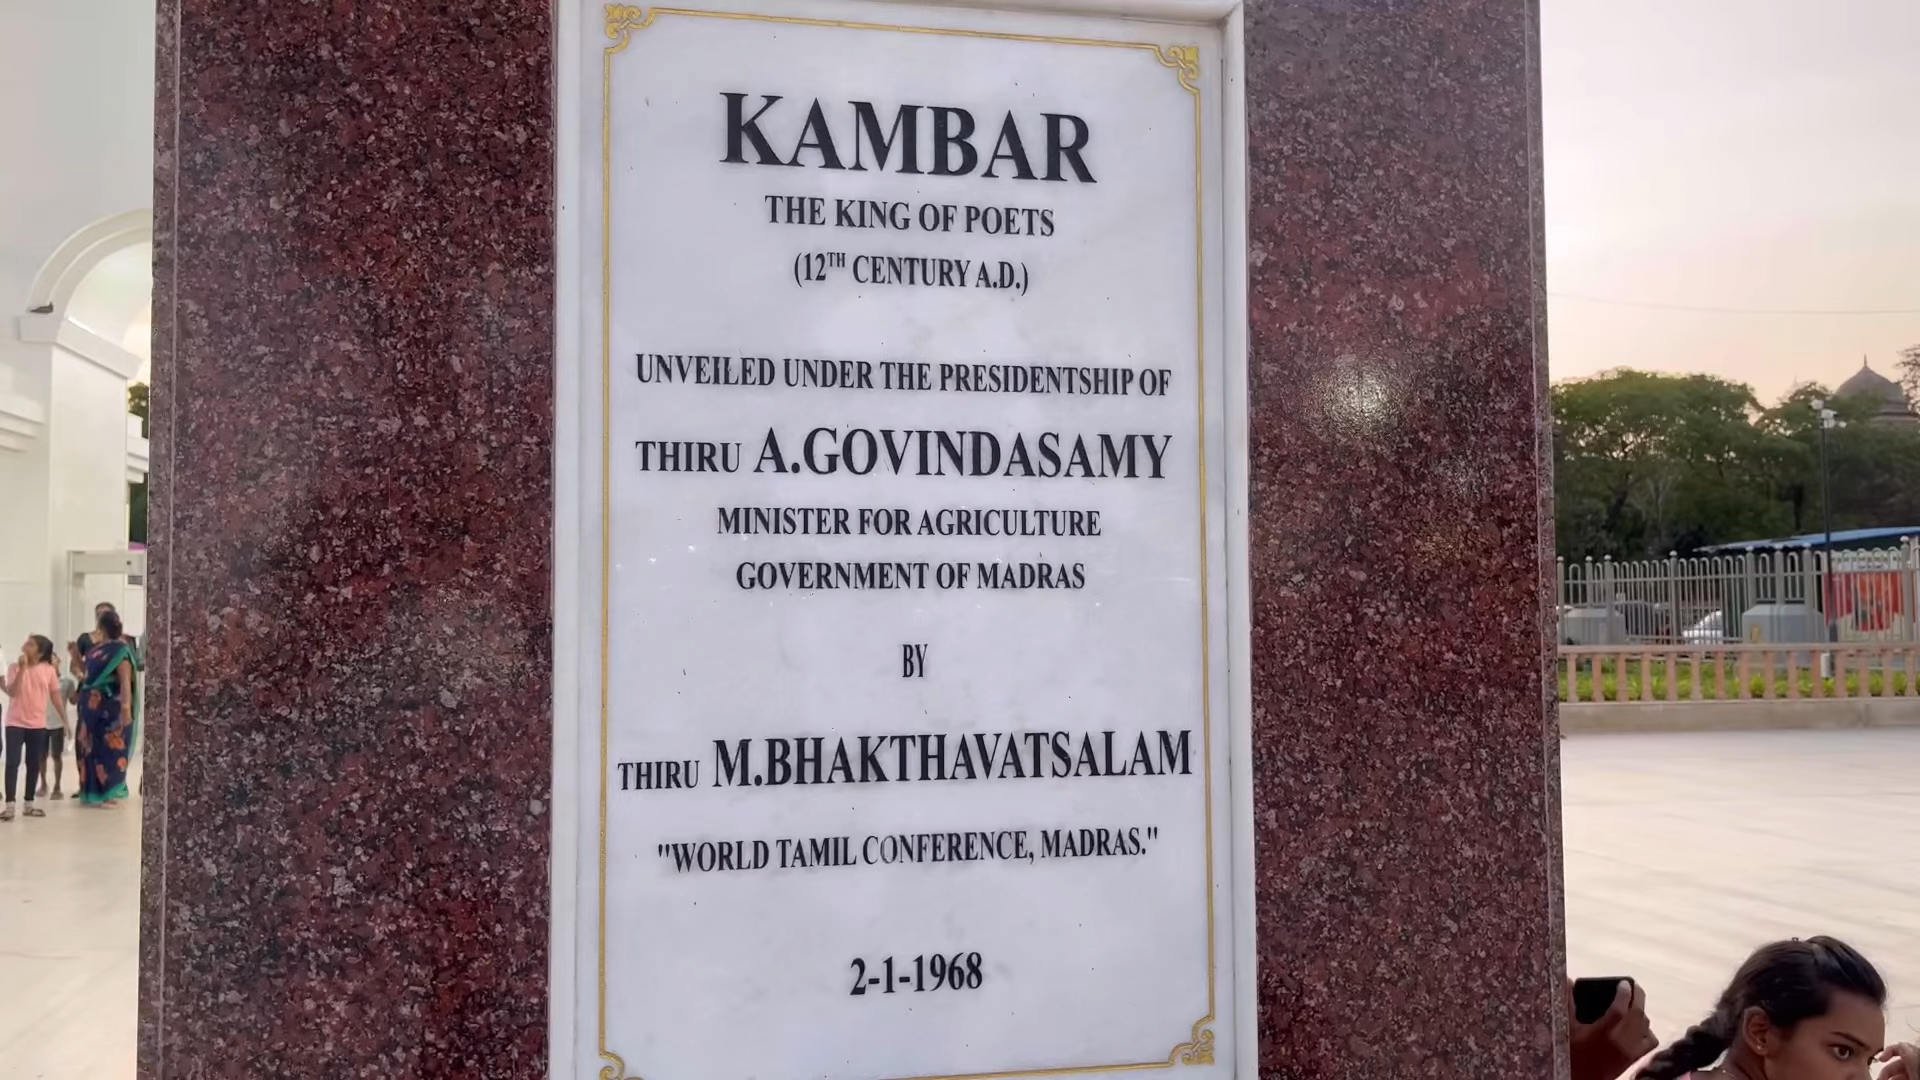 KAMBAR
THE KING OF POETS
(12TH CENTURY A.D.)
UNVEILED UNDER THE PRESIDENTSHIP OF
THIRU A.GOVINDASAMY
MINISTER FOR AGRICULTURE
GOVERNMENT OF MADRAS
BY
THIRU M.BHAKTHAVATSALAM
"WORLD TAMIL CONFERENCE, MADRAS."
2-1-1968